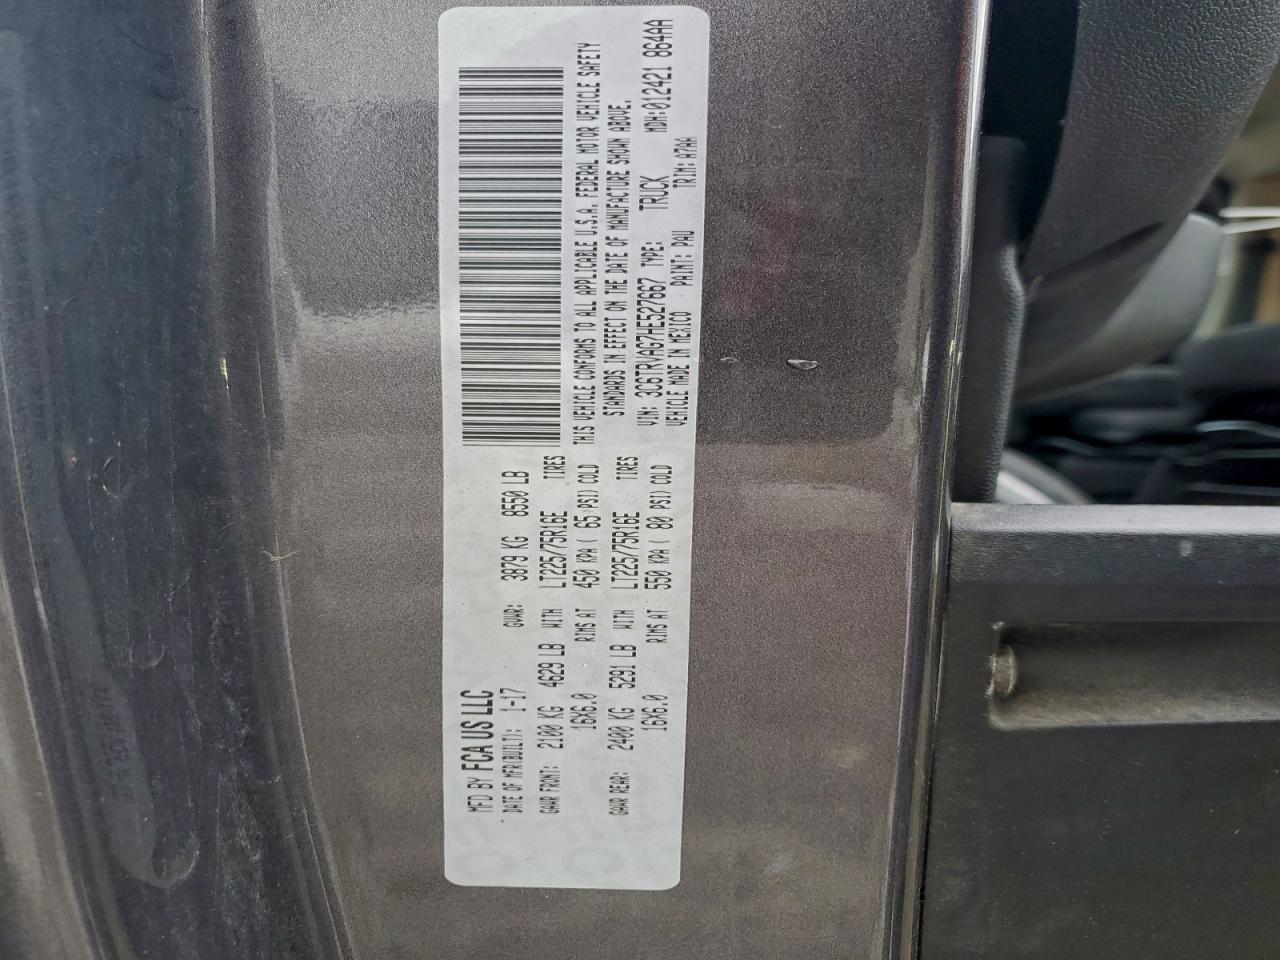 MFD BY FCA US LLC
DATE OF MFR(BUILT): 1-17 GVWR: 3879 KG 8550 LB
GAWR FRONT: 2100 KG 4629 LB WITH LT225/75R16E TIRES
16X6.0 RIMS AT 450 KPA ( 65 PSI) COLD
GAWR REAR: 2400 KG 5291 LB WITH LT225/75R16E TIRES
16X6.0 RIMS AT 550 KPA ( 80 PSI) COLD
THIS VEHICLE CONFORMS TO ALL APPLICABLE U.S.A. FEDERAL MOTOR VEHICLE SAFETY
STANDARDS IN EFFECT ON THE DATE OF MANUFACTURE SHOWN ABOVE.
VIN: 3C6TRVAG7HE527667 TYPE: TRUCK MDH:012421 864AA
VEHICLE MADE IN MEXICO PAINT: PAU TRIM: A7AA